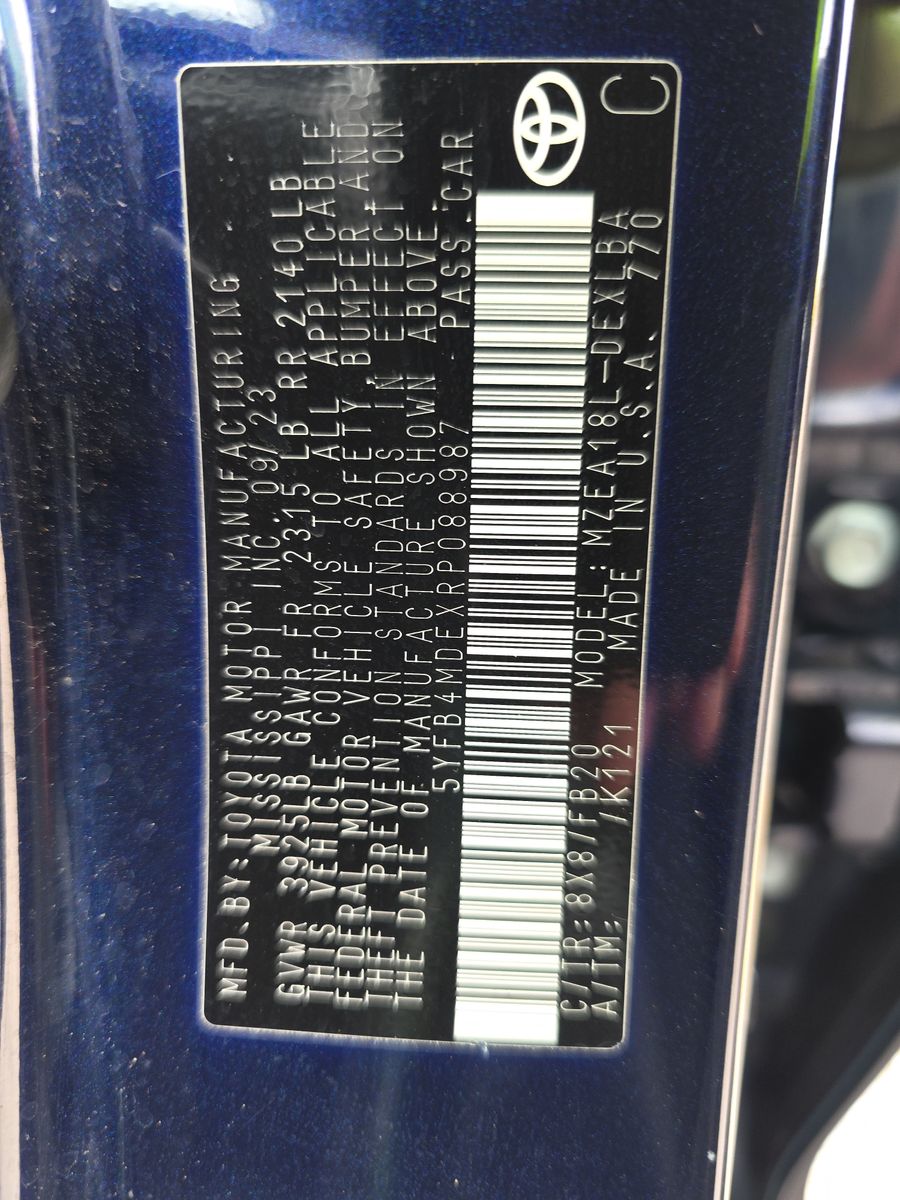 MFD.BY:TOYOTA MOTOR MANUFACTURING
MISSISSIPPI INC. 09/23
GVWR 3925LB GAWR FR 2315 LB RR 2140LB
THIS VEHICLE CONFORMS TO ALL APPLICABLE
FEDERAL MOTOR VEHICLE SAFETY, BUMPER AND
THEFT PREVENTION STANDARDS IN EFFECT ON
THE DATE OF MANUFACTURE SHOWN ABOVE.
5YFB4MDEXRP088987 PASS.CAR
C/TR:8X8/FB20 MODEL:MZEA18L-DEXLBA
A/TM: /K121 MADE IN U.S.A. 770
C